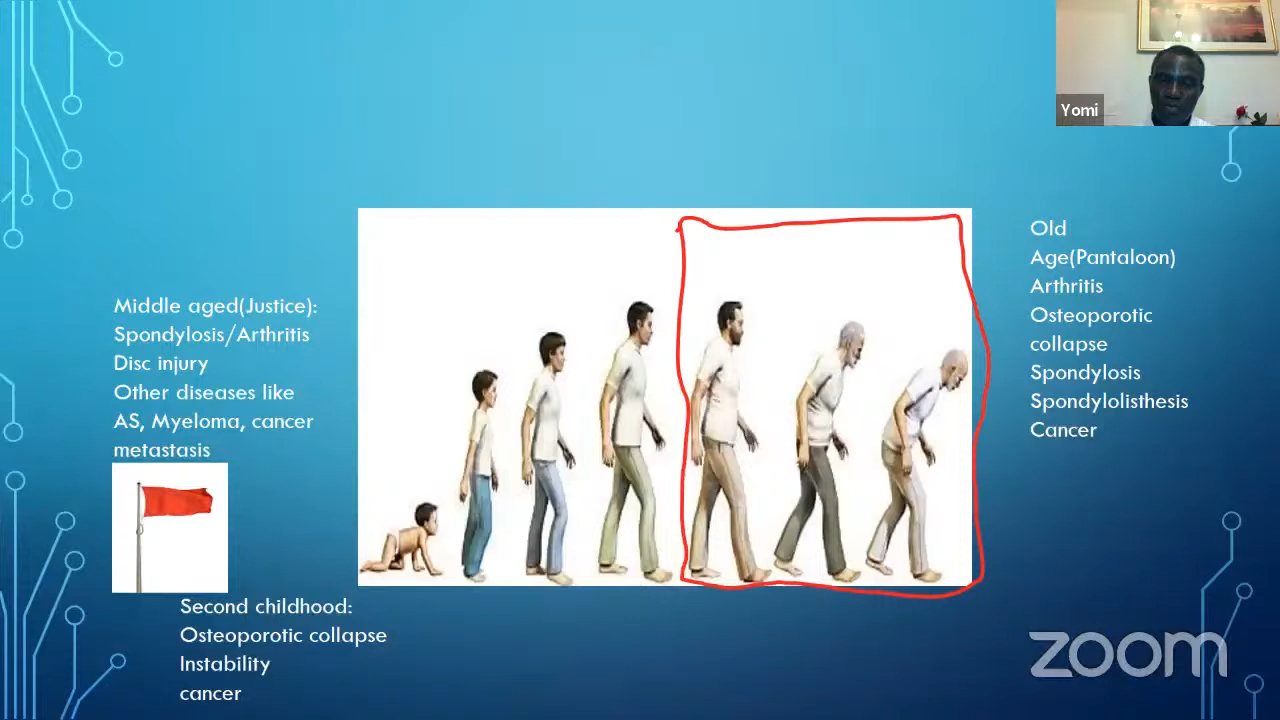 Yomi
Old
Age(Pantaloon)
Arthritis
Osteoporotic
collapse
Spondylosis
Spondylolisthesis
Cancer
Middle aged(Justice):
Spondylosis/Arthritis
Disc injury
Other diseases like
AS, Myeloma, cancer
metastasis
Second childhood:
Osteoporotic collapse
Instability
cancer
zoom